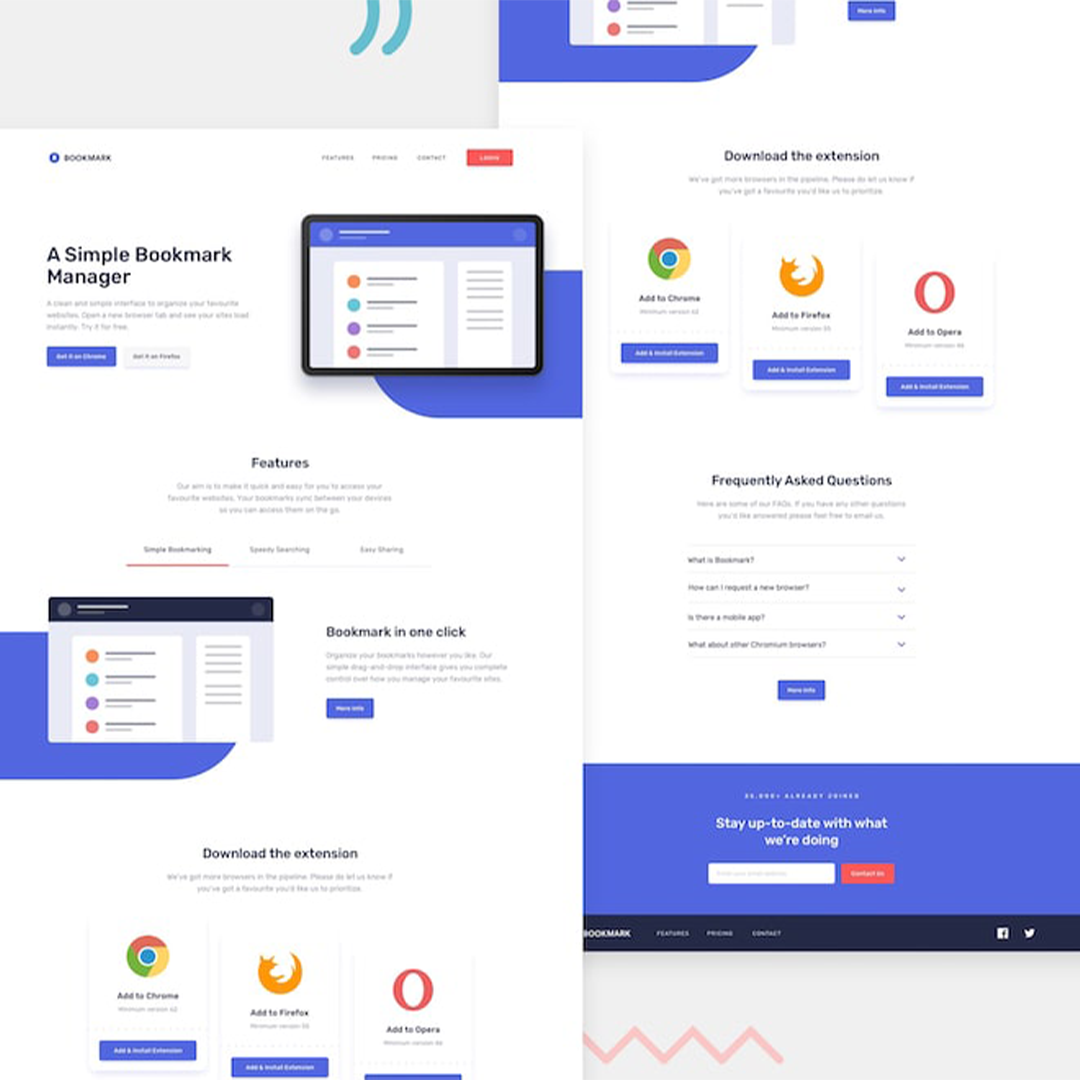 More Info
BOOKMARK
FEATURES
PRICING
CONTACT
LOGIN
A Simple Bookmark
Manager
A clean and simple interface to organize your favourite
websites. Open a new browser tab and see your sites load
instantly. Try it for free.
Get it on Chrome
Get it on Firefox
Features
Our aim is to make it quick and easy for you to access your
favourite websites. Your bookmarks sync between your devices
so you can access them on the go.
Simple Bookmarking
Speedy Searching
Easy Sharing
Bookmark in one click
Organize your bookmarks however you like. Our
simple drag-and-drop interface gives you complete
control over how you manage your favourite sites.
More Info
Download the extension
We've got more browsers in the pipeline. Please do let us know if
you've got a favourite you'd like us to prioritize.
Add to Chrome
Minimum version 62
Add & Install Extension
Add to Firefox
Minimum version 55
Add & Install Extension
Add to Opera
Minimum version 46
Download the extension
We've got more browsers in the pipeline. Please do let us know if
you've got a favourite you'd like us to prioritize.
Add to Chrome
Minimum version 62
Add & Install Extension
Add to Firefox
Minimum version 55
Add & Install Extension
Add to Opera
Minimum version 46
Add & Install Extension
Frequently Asked Questions
Here are some of our FAQs. If you have any other questions
you'd like answered please feel free to email us.
What is Bookmark?
How can I request a new browser?
Is there a mobile app?
What about other Chromium browsers?
More Info
35,000+ ALREADY JOINED
Stay up-to-date with what
we're doing
Enter your email address
Contact Us
BOOKMARK
FEATURES
PRICING
CONTACT